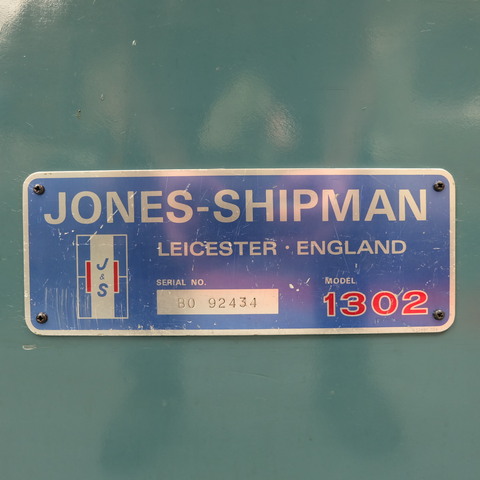 JONES-SHIPMAN
LEICESTER · ENGLAND
J
&
S
SERIAL NO.
BO 92434
MODEL
1302